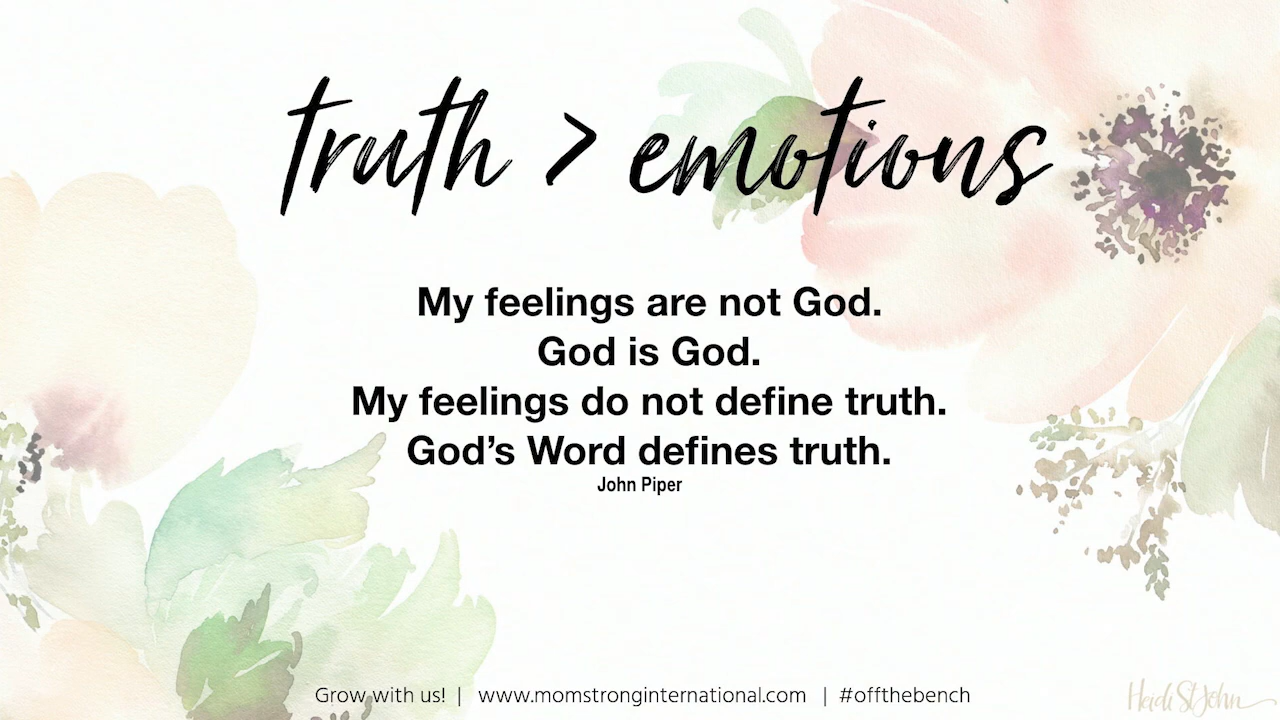 truth > emotions
My feelings are not God.
God is God.
My feelings do not define truth.
God’s Word defines truth.
John Piper
Grow with us! | www.momstronginternational.com | #offthebench
Heidi St John